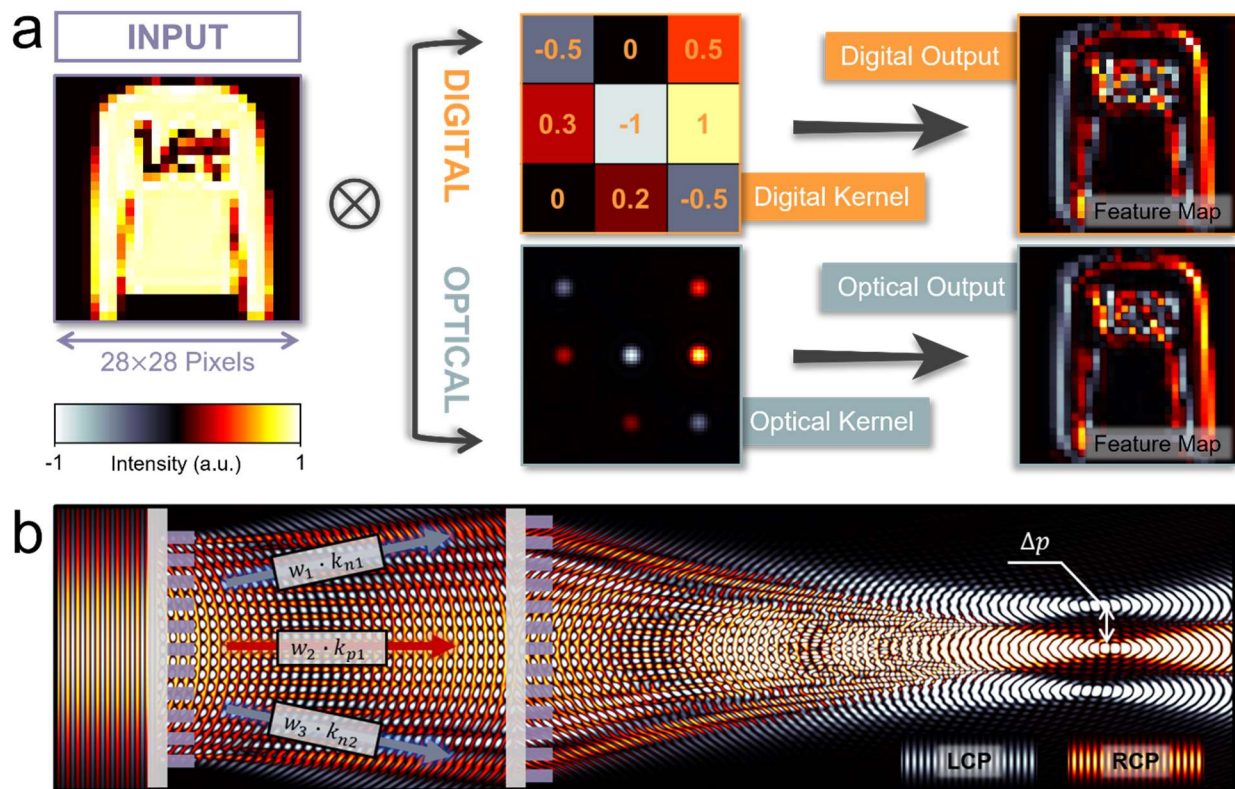 a
INPUT
28×28 Pixels
-1 Intensity (a.u.) 1
DIGITAL
OPTICAL
-0.5 0 0.5
0.3 -1 1
0 0.2 -0.5
Digital Kernel
Optical Kernel
Digital Output
Feature Map
Optical Output
Feature Map
b
w₁ · kₙ₁
w₂ · kₚ₁
w₃ · kₙ₂
Δp
LCP
RCP